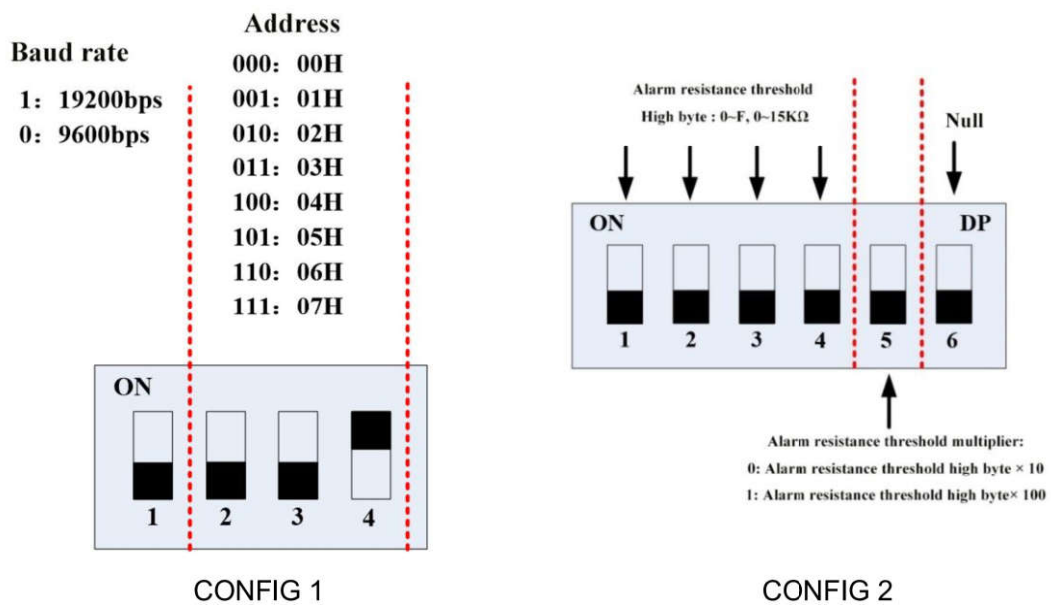 Address
Baud rate
1: 19200bps
0: 9600bps
000: 00H
001: 01H
010: 02H
011: 03H
100: 04H
101: 05H
110: 06H
111: 07H
ON
1 2 3 4
CONFIG 1
Alarm resistance threshold
High byte : 0~F, 0~15KΩ
Null
ON DP
1 2 3 4 5 6
Alarm resistance threshold multiplier:
0: Alarm resistance threshold high byte × 10
1: Alarm resistance threshold high byte× 100
CONFIG 2